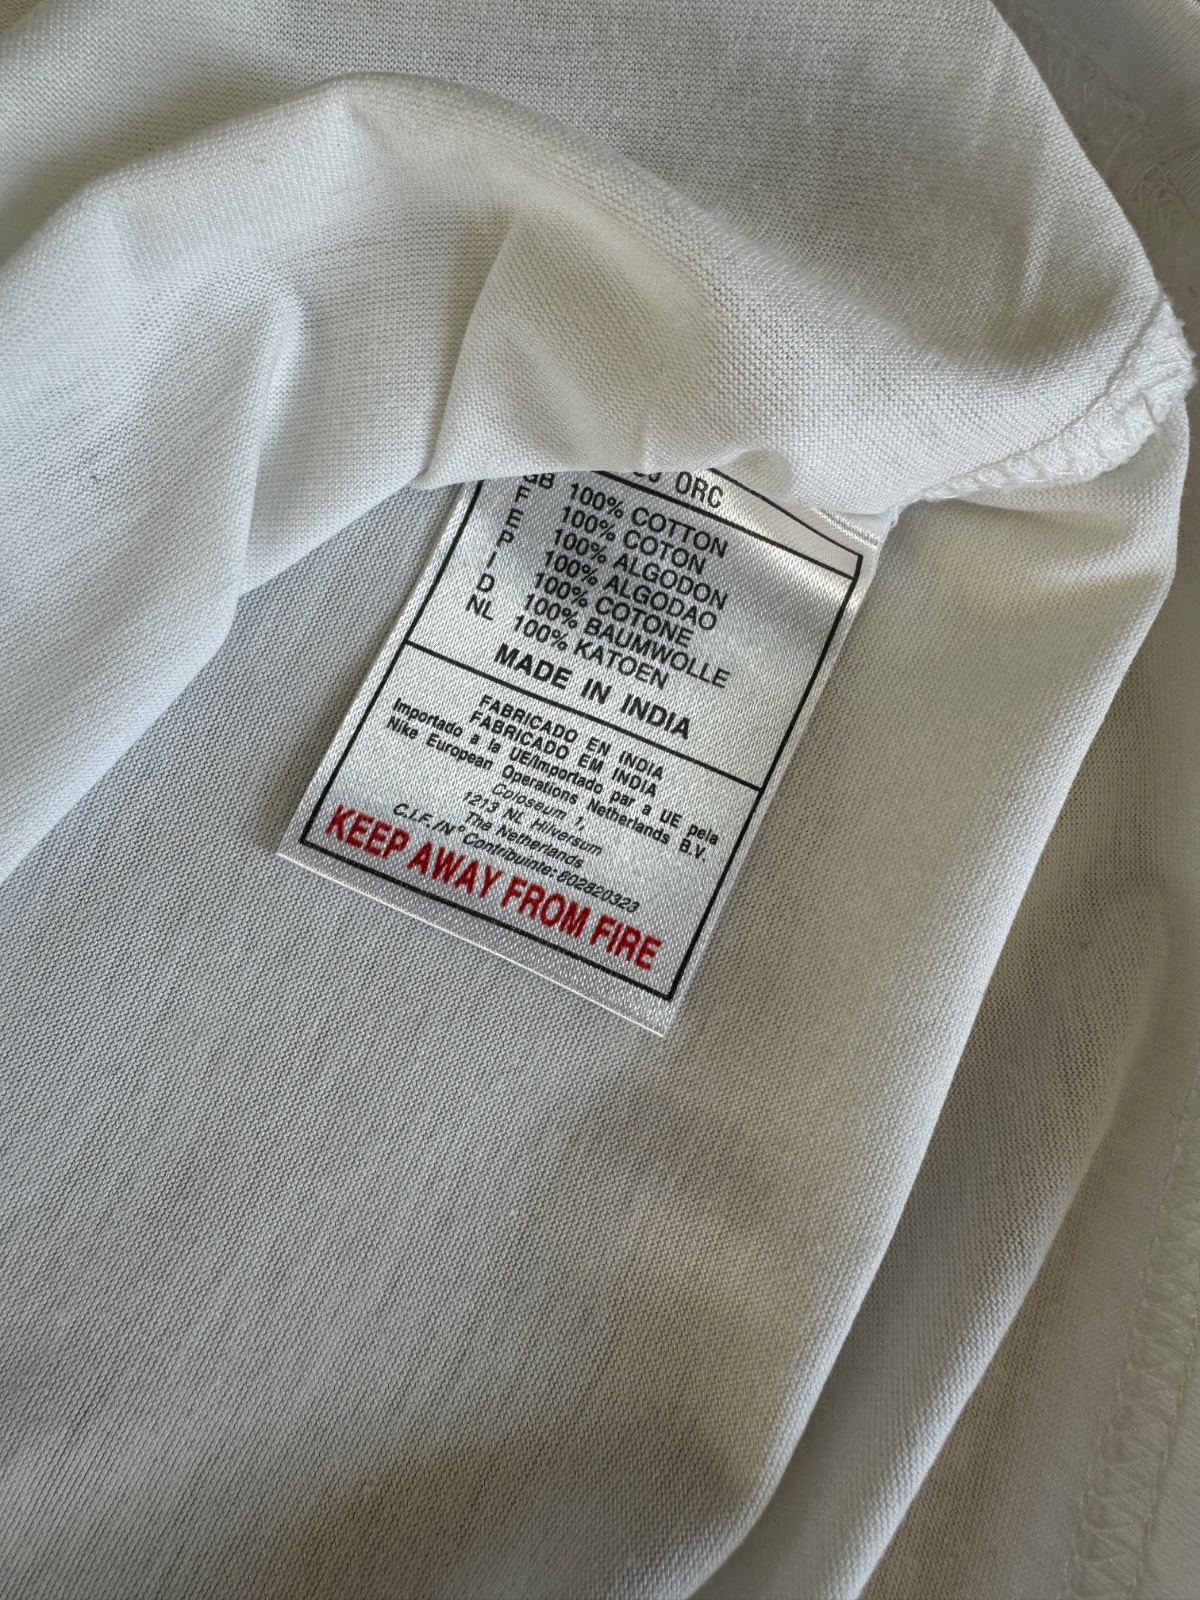 ORC
GB 100% COTTON
F 100% COTON
E 100% ALGODON
P 100% ALGODAO
I 100% COTONE
D 100% BAUMWOLLE
NL 100% KATOEN
MADE IN INDIA
FABRICADO EN INDIA
FABRICADO EM INDIA
Importado a la UE/Importado par a UE pela
Nike European Operations Netherlands B.V.
Coloseum 1,
1213 NL Hilversum
The Netherlands
C.I.F./N° Contribuinte: 802820323
KEEP AWAY FROM FIRE